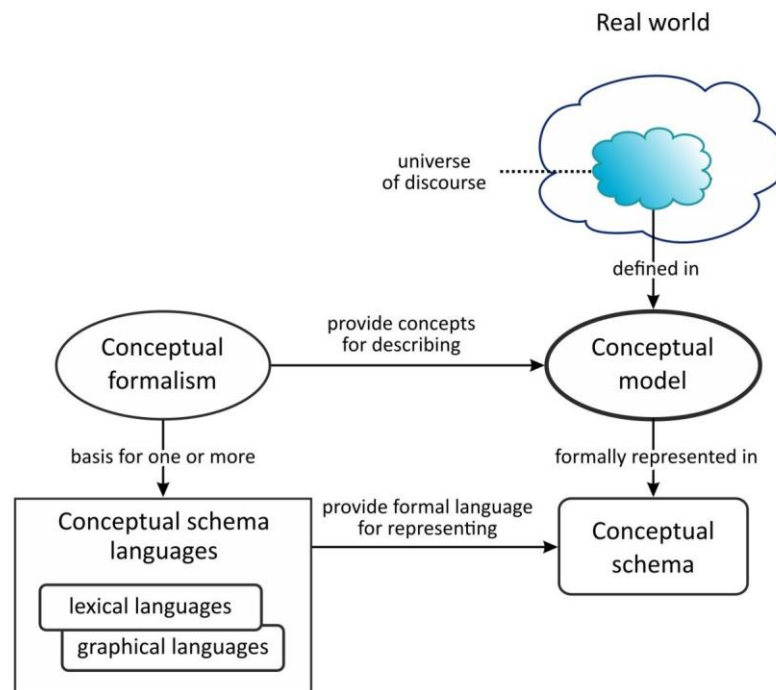 Real world
universe
of discourse
defined in
provide concepts
for describing
Conceptual
formalism
Conceptual
model
basis for one or more
formally represented in
Conceptual schema
languages
provide formal language
for representing
Conceptual
schema
lexical languages
graphical languages